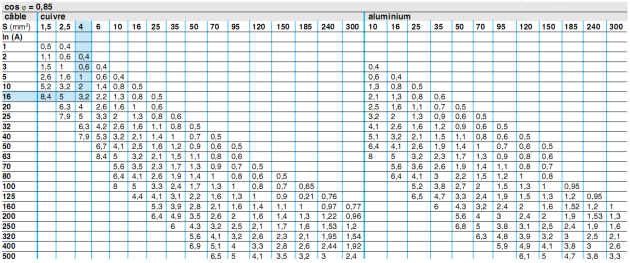 cos φ = 0,85
câble cuivre aluminium
S (mm²) 1,5 2,5 4 6 10 16 25 35 50 70 95 120 150 185 240 300 10 16 25 35 50 70 95 120 150 185 240 300
In (A)
1 0,5 0,4
2 1,1 0,6 0,4
3 1,5 1 0,6 0,4 0,4
5 2,6 1,6 1 0,6 0,4 0,6 0,4
10 5,2 3,2 2 1,4 0,8 0,5 1,3 0,8 0,5
16 8,4 5 3,2 2,2 1,3 0,8 0,5 2,1 1,3 0,8 0,6
20 6,3 4 2,6 1,6 1 0,6 2,5 1,6 1,1 0,7 0,5
25 7,9 5 3,3 2 1,3 0,8 0,6 3,2 2 1,3 0,9 0,6 0,5
32 6,3 4,2 2,6 1,6 1,1 0,8 0,5 4,1 2,6 1,6 1,2 0,9 0,6 0,5
40 7,9 5,3 3,2 2,1 1,4 1 0,7 0,5 5,1 3,2 2,1 1,5 1,1 0,8 0,6 0,5
50 6,7 4,1 2,5 1,6 1,2 0,9 0,6 0,5 6,4 4,1 2,6 1,9 1,4 1 0,7 0,6 0,5
63 8,4 5 3,2 2,1 1,5 1,1 0,8 0,6 8 5 3,2 2,3 1,7 1,3 0,9 0,8 0,6
70 5,6 3,5 2,3 1,7 1,3 0,9 0,7 0,5 5,6 3,6 2,6 1,9 1,4 1,1 0,8 0,7
80 6,4 4,1 2,6 1,9 1,4 1 0,8 0,6 0,5 6,4 4,1 3 2,2 1,5 1,2 1 0,8
100 8 5 3,3 2,4 1,7 1,3 1 0,8 0,7 0,65 5,2 3,8 2,7 2 1,5 1,3 1 0,95
125 4,4 4,1 3,1 2,2 1,6 1,3 1 0,9 0,21 0,76 6,5 4,7 3,3 2,4 1,9 1,5 1,3 1,2 0,95
160 5,3 3,9 2,8 2,1 1,6 1,4 1,1 1 0,97 0,77 6 4,3 3,2 2,4 2 1,6 1,52 1,2 1
200 6,4 4,9 3,5 2,6 2 1,6 1,4 1,3 1,22 0,96 5,6 4 3 2,4 2 1,9 1,53 1,3
250 6 4,3 3,2 2,5 2,1 1,7 1,6 1,53 1,2 6,8 5 3,8 3,1 2,5 2,4 1,9 1,6
320 5,6 4,1 3,2 2,6 2,3 2,1 1,95 1,54 6,3 4,8 3,9 3,2 3 2,5 2,1
400 6,9 5,1 4 3,3 2,8 2,6 2,44 1,92 5,9 4,9 4,1 3,8 3 2,6
500 6,5 5 4,1 3,5 3,2 3 2,4 6,1 5 4,7 3,8 3,3